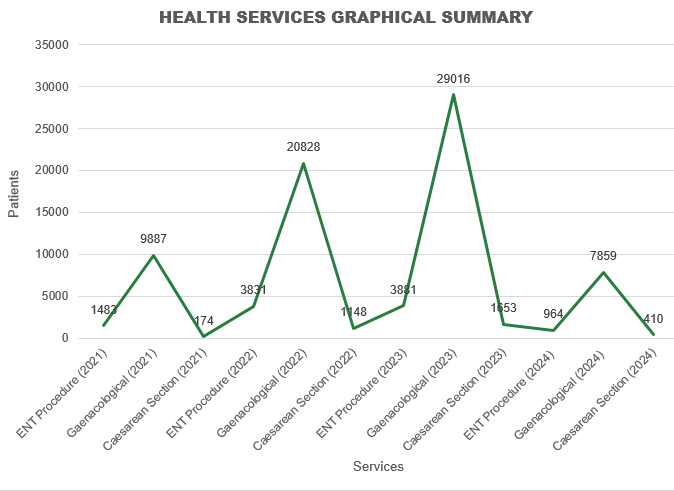 HEALTH SERVICES GRAPHICAL SUMMARY
35000
30000
25000
20000
15000
10000
5000
0
Patients
1483
9887
174
3831
20828
1148
3881
29016
1653
964
7859
410
ENT Procedure (2021)
Gaenacological (2021)
Caesarean Section (2021)
ENT Procedure (2022)
Gaenacological (2022)
Caesarean Section (2022)
ENT Procedure (2023)
Gaenacological (2023)
Caesarean Section (2023)
ENT Procedure (2024)
Gaenacological (2024)
Caesarean Section (2024)
Services